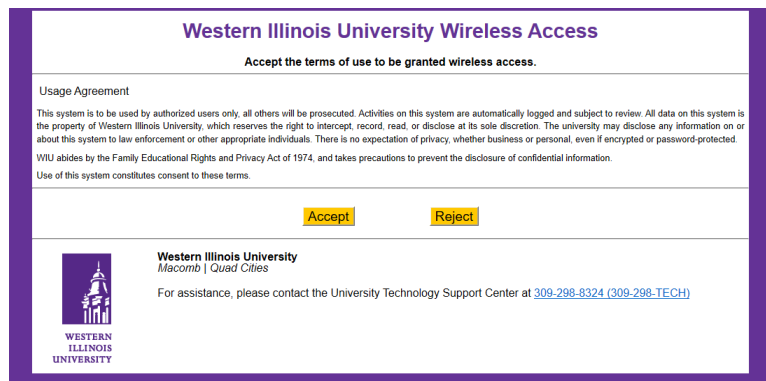 Western Illinois University Wireless Access
Accept the terms of use to be granted wireless access.
Usage Agreement
This system is to be used by authorized users only, all others will be prosecuted. Activities on this system are automatically logged and subject to review. All data on this system is
the property of Western Illinois University, which reserves the right to intercept, record, read, or disclose at its sole discretion. The university may disclose any information on or
about this system to law enforcement or other appropriate individuals. There is no expectation of privacy, whether business or personal, even if encrypted or password-protected.
WIU abides by the Family Educational Rights and Privacy Act of 1974, and takes precautions to prevent the disclosure of confidential information.
Use of this system constitutes consent to these terms.
Accept Reject
Western Illinois University
Macomb | Quad Cities
For assistance, please contact the University Technology Support Center at 309-298-8324 (309-298-TECH)
WESTERN
ILLINOIS
UNIVERSITY